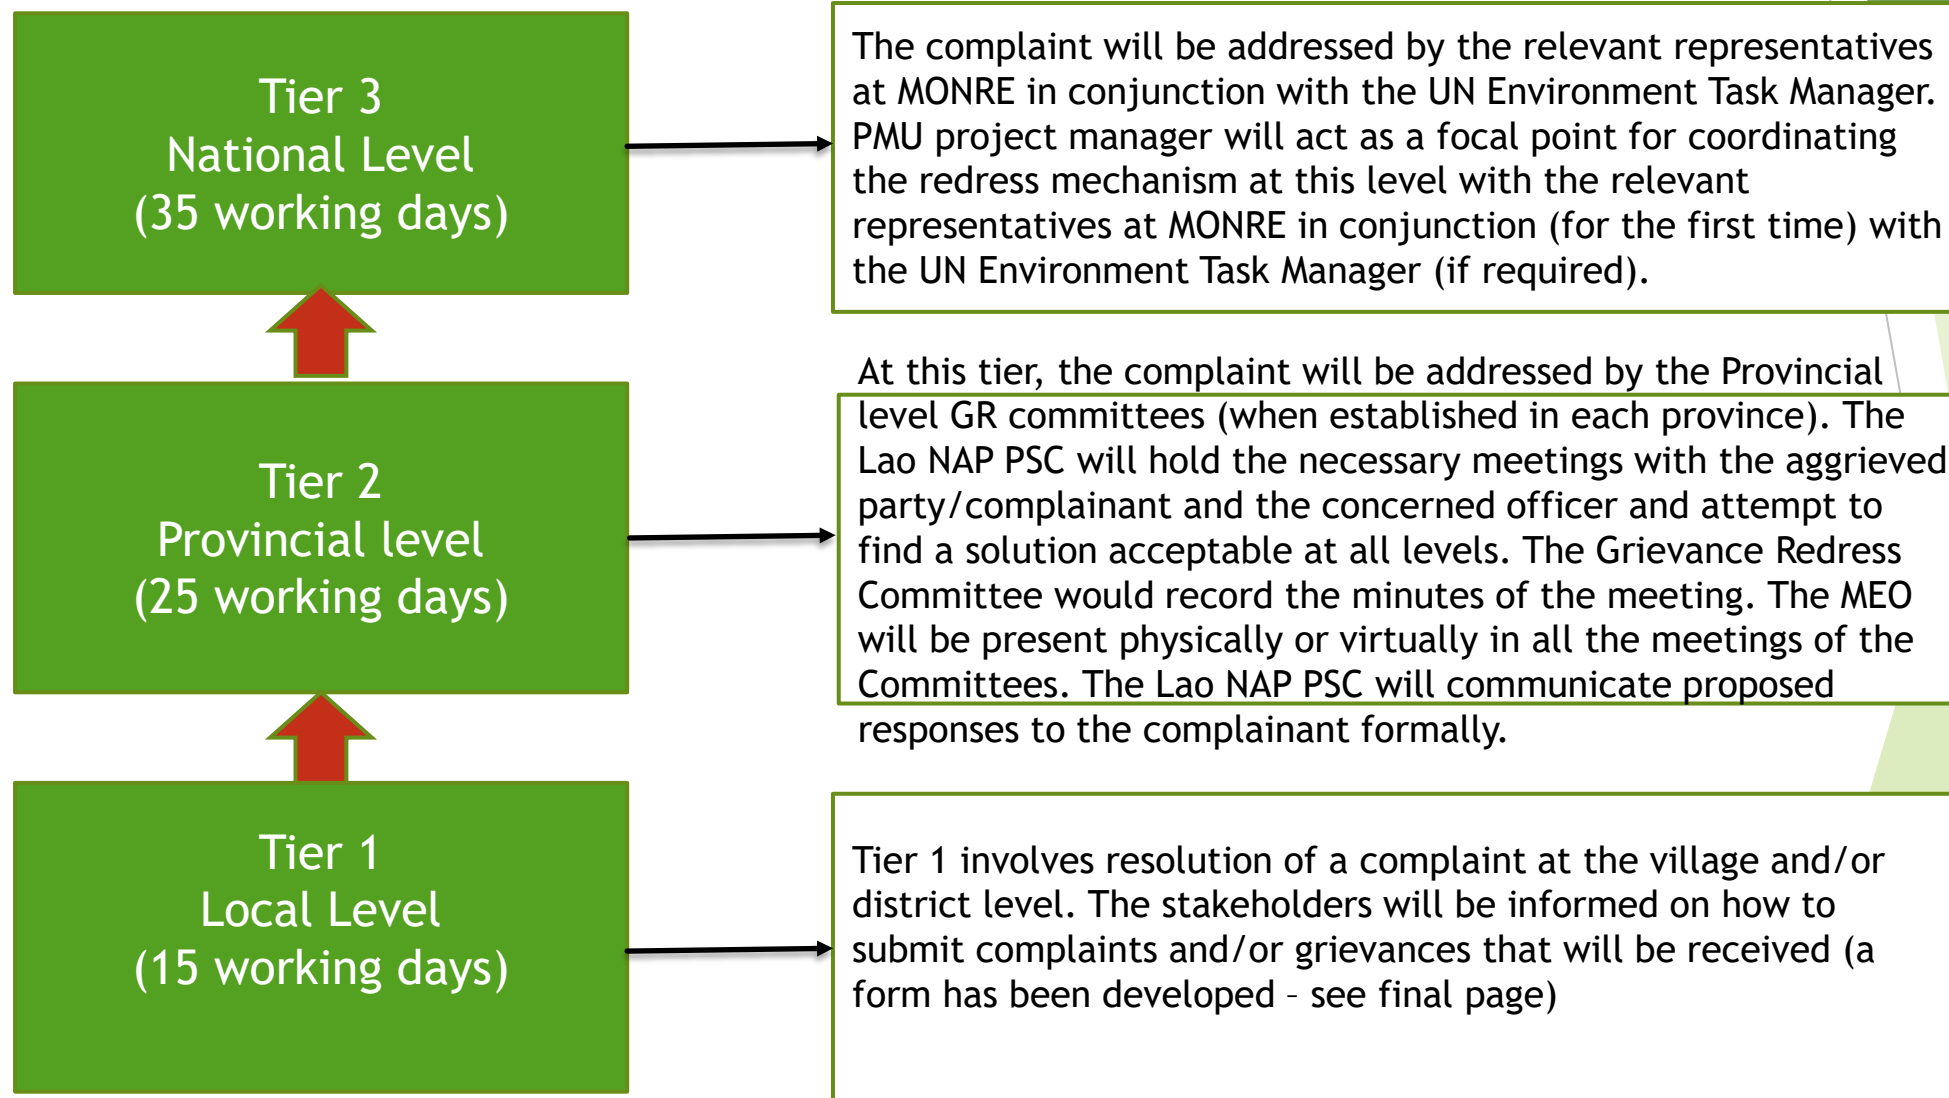 Tier 3
National Level
(35 working days)
The complaint will be addressed by the relevant representatives
at MONRE in conjunction with the UN Environment Task Manager.
PMU project manager will act as a focal point for coordinating
the redress mechanism at this level with the relevant
representatives at MONRE in conjunction (for the first time) with
the UN Environment Task Manager (if required).
Tier 2
Provincial level
(25 working days)
At this tier, the complaint will be addressed by the Provincial
level GR committees (when established in each province). The
Lao NAP PSC will hold the necessary meetings with the aggrieved
party/complainant and the concerned officer and attempt to
find a solution acceptable at all levels. The Grievance Redress
Committee would record the minutes of the meeting. The MEO
will be present physically or virtually in all the meetings of the
Committees. The Lao NAP PSC will communicate proposed
responses to the complainant formally.
Tier 1
Local Level
(15 working days)
Tier 1 involves resolution of a complaint at the village and/or
district level. The stakeholders will be informed on how to
submit complaints and/or grievances that will be received (a
form has been developed – see final page)